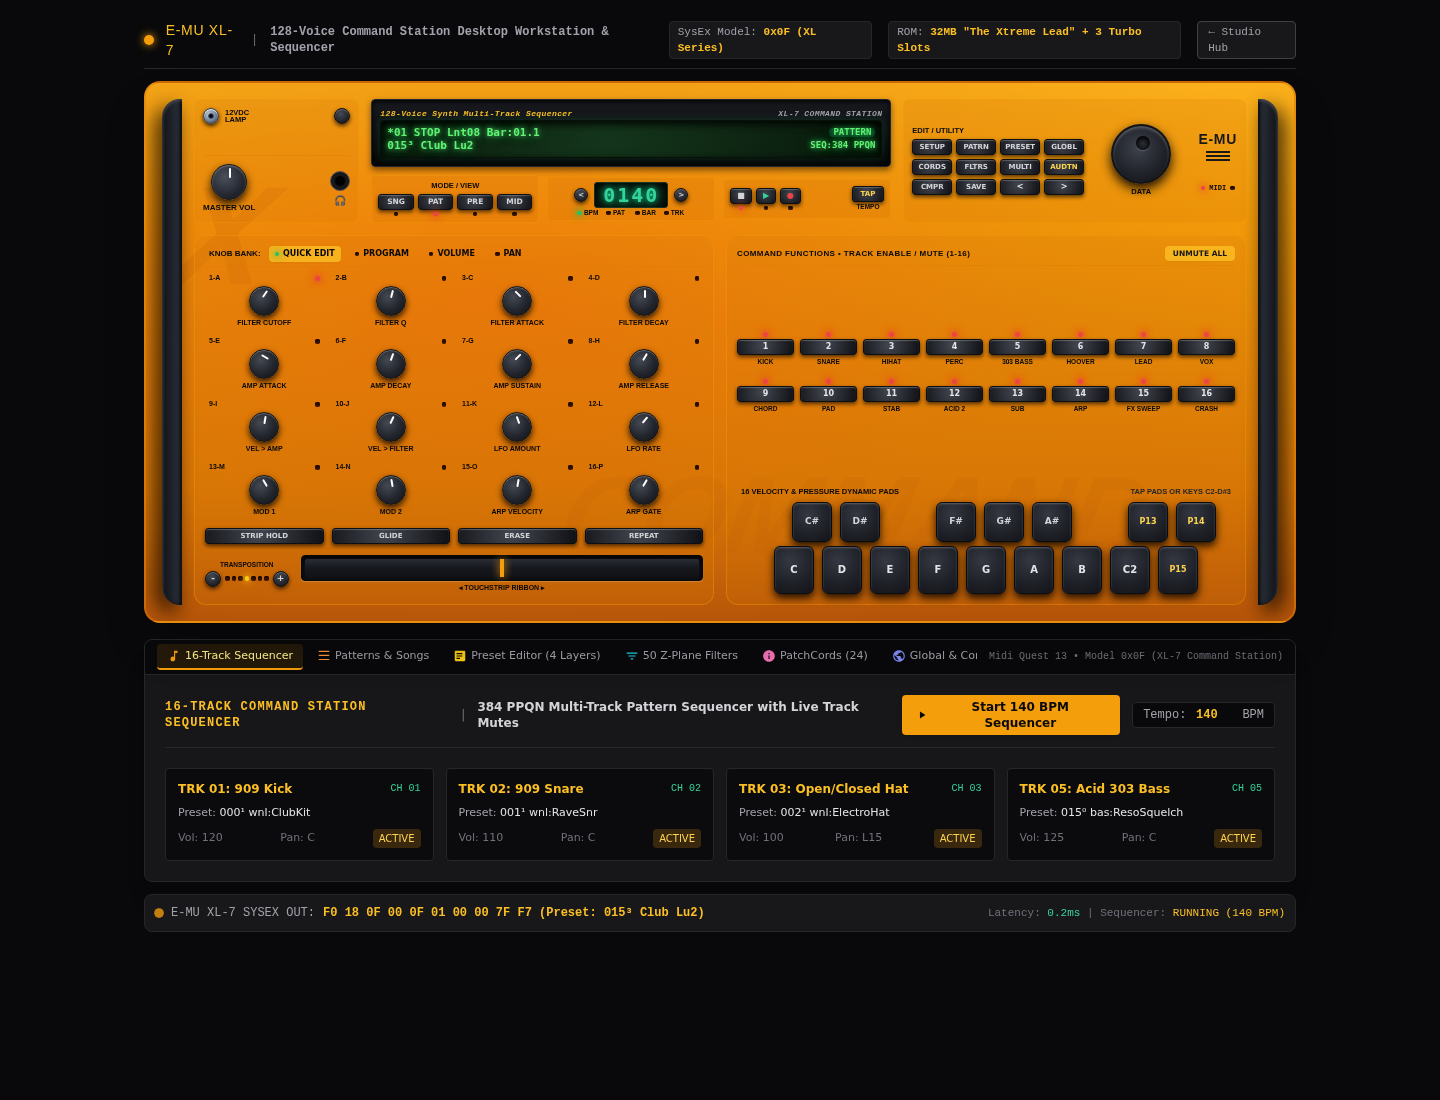 E-MU XL-7 | 128-Voice Command Station Desktop Workstation & Sequencer
SysEx Model: 0x0F (XL Series)
ROM: 32MB "The Xtreme Lead" + 3 Turbo Slots
← Studio Hub
12VDC LAMP
MASTER VOL
128-Voice Synth Multi-Track Sequencer
XL-7 COMMAND STATION
*01 STOP Lnt08 Bar:01.1
PATTERN
015³ Club Lu2
SEQ:384 PPQN
MODE / VIEW
SNG PAT PRE MID
< 0140 >
BPM PAT BAR TRK
■ ▶ ●
TAP
TEMPO
EDIT / UTILITY
SETUP PATRN PRESET GLOBL
CORDS FLTRS MULTI AUDTN
CMPR SAVE < >
DATA
E-MU
MIDI
KNOB BANK: QUICK EDIT PROGRAM VOLUME PAN
1-A 2-B 3-C 4-D
FILTER CUTOFF FILTER Q FILTER ATTACK FILTER DECAY
5-E 6-F 7-G 8-H
AMP ATTACK AMP DECAY AMP SUSTAIN AMP RELEASE
9-I 10-J 11-K 12-L
VEL > AMP VEL > FILTER LFO AMOUNT LFO RATE
13-M 14-N 15-O 16-P
MOD 1 MOD 2 ARP VELOCITY ARP GATE
STRIP HOLD GLIDE ERASE REPEAT
TRANSPOSITION
- +
◂ TOUCHSTRIP RIBBON ▸
COMMAND FUNCTIONS • TRACK ENABLE / MUTE (1-16)
UNMUTE ALL
1 2 3 4 5 6 7 8
KICK SNARE HIHAT PERC 303 BASS HOOVER LEAD VOX
9 10 11 12 13 14 15 16
CHORD PAD STAB ACID 2 SUB ARP FX SWEEP CRASH
16 VELOCITY & PRESSURE DYNAMIC PADS
TAP PADS OR KEYS C2-D#3
C# D# F# G# A# P13 P14
C D E F G A B C2 P15
16-Track Sequencer
Patterns & Songs
Preset Editor (4 Layers)
50 Z-Plane Filters
PatchCords (24)
Global & Co
Midi Quest 13 • Model 0x0F (XL-7 Command Station)
16-TRACK COMMAND STATION SEQUENCER | 384 PPQN Multi-Track Pattern Sequencer with Live Track Mutes
Start 140 BPM Sequencer
Tempo: 140 BPM
TRK 01: 909 Kick CH 01
Preset: 000¹ wnl:ClubKit
Vol: 120 Pan: C ACTIVE
TRK 02: 909 Snare CH 02
Preset: 001¹ wnl:RaveSnr
Vol: 110 Pan: C ACTIVE
TRK 03: Open/Closed Hat CH 03
Preset: 002¹ wnl:ElectroHat
Vol: 100 Pan: L15 ACTIVE
TRK 05: Acid 303 Bass CH 05
Preset: 015⁰ bas:ResoSquelch
Vol: 125 Pan: C ACTIVE
E-MU XL-7 SYSEX OUT: F0 18 0F 00 0F 01 00 00 7F F7 (Preset: 015³ Club Lu2)
Latency: 0.2ms | Sequencer: RUNNING (140 BPM)